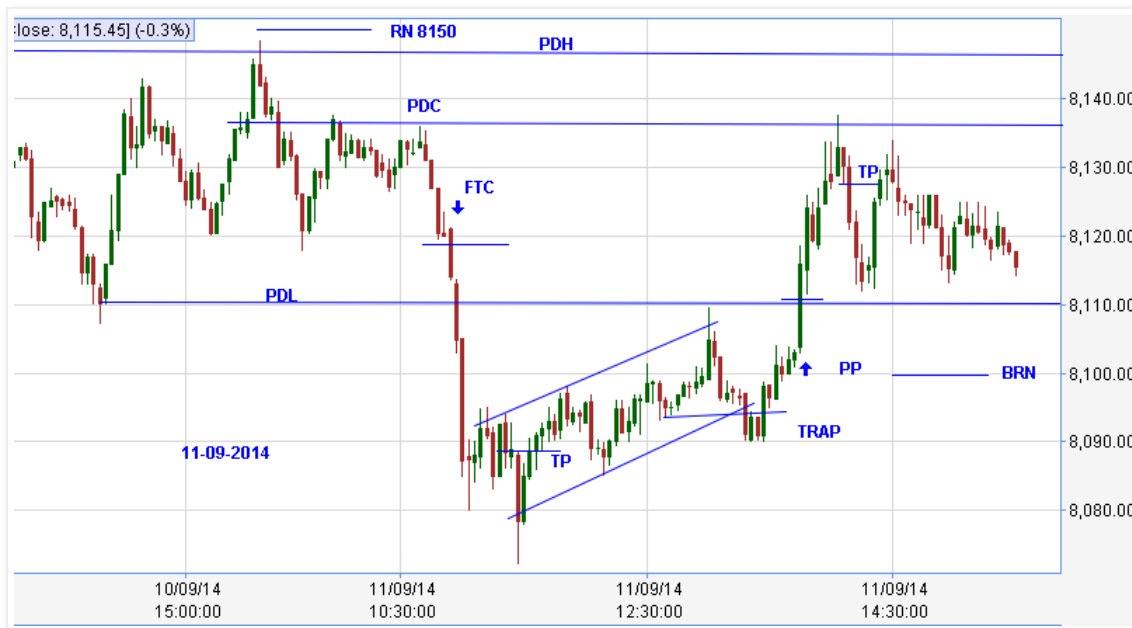 lose: 8,115.45] (-0.3%)
RN 8150
PDH
8,140.00
PDC
8,130.00
FTC
TP
8,120.00
PDL
8,110.00
PP
8,100.00
BRN
TRAP
11-09-2014
TP
8,090.00
8,080.00
10/09/14 11/09/14 11/09/14 11/09/14
15:00:00 10:30:00 12:30:00 14:30:00